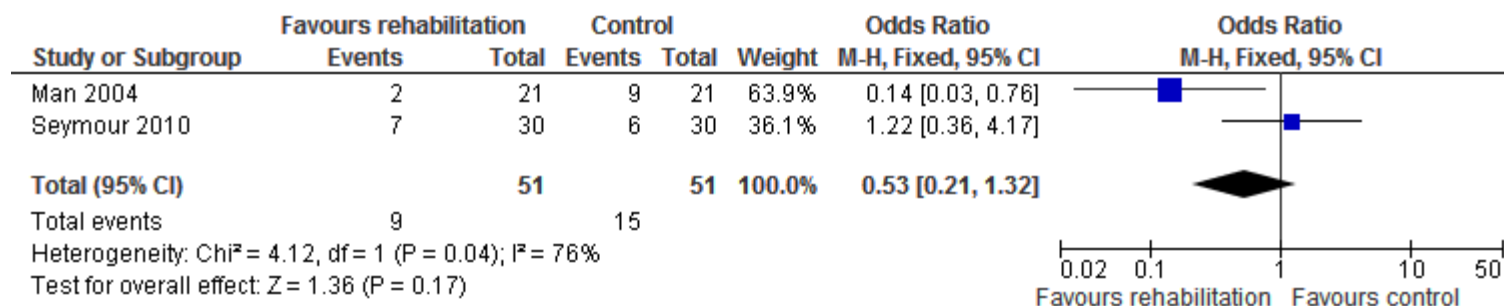 Favours rehabilitation Control Odds Ratio Odds Ratio
Study or Subgroup Events Total Events Total Weight M-H, Fixed, 95% CI M-H, Fixed, 95% CI
Man 2004 2 21 9 21 63.9% 0.14 [0.03, 0.76]
Seymour 2010 7 30 6 30 36.1% 1.22 [0.36, 4.17]
Total (95% CI) 51 51 100.0% 0.53 [0.21, 1.32]
Total events 9 15
Heterogeneity: Chi² = 4.12, df = 1 (P = 0.04); I² = 76%
Test for overall effect: Z = 1.36 (P = 0.17)
0.02 0.1 1 10 50
Favours rehabilitation Favours control